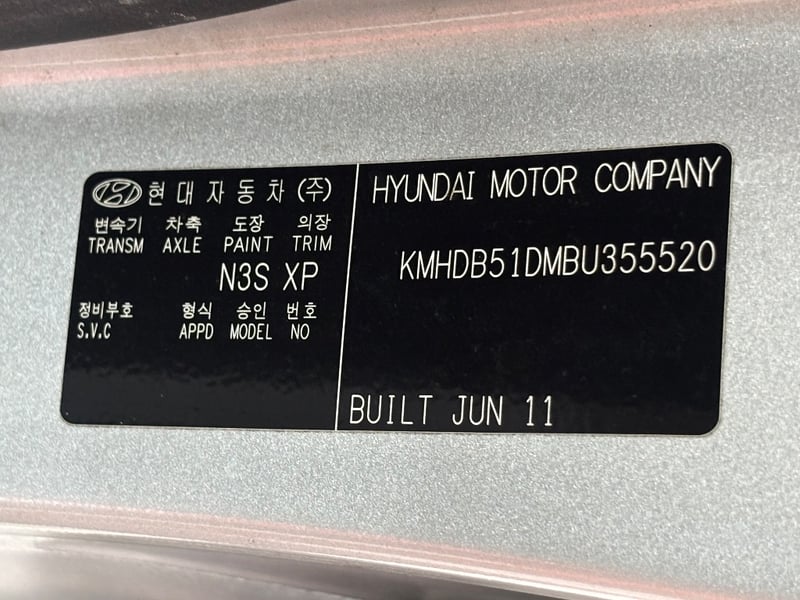 현대자동차(주)
변속기 차축 도장 의장
TRANSM AXLE PAINT TRIM
N3S XP
정비부호 형식 승인 번호
S.V.C APPD MODEL NO
HYUNDAI MOTOR COMPANY
KMHDB51DMBU355520
BUILT JUN 11